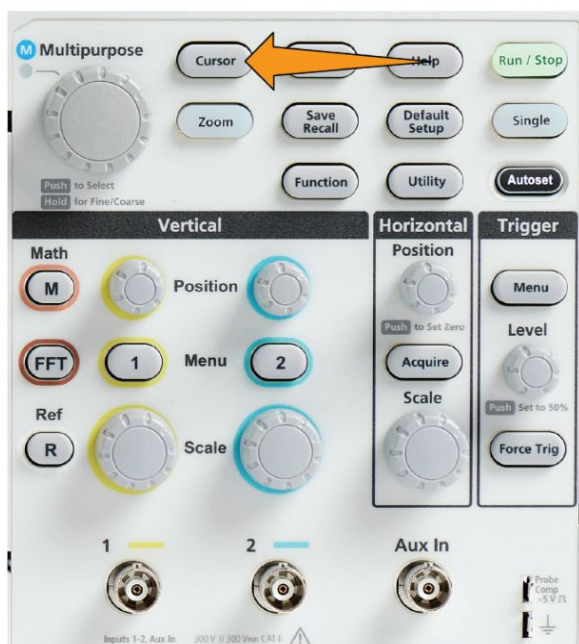 M Multipurpose
Cursor
Help
Run / Stop
Zoom
Save
Recall
Default
Setup
Single
Function
Utility
Autoset
Push to Select
Hold for Fine/Coarse
Vertical
Horizontal
Trigger
Math
M
Position
Position
Push to Set Zero
Menu
FFT
1
Menu
2
Acquire
Level
Push Set to 50%
Ref
R
Scale
Scale
Force Trig
1
2
Aux In
Probe
Comp
~5 V
Inputs 1-2, Aux In 300 V CAT II